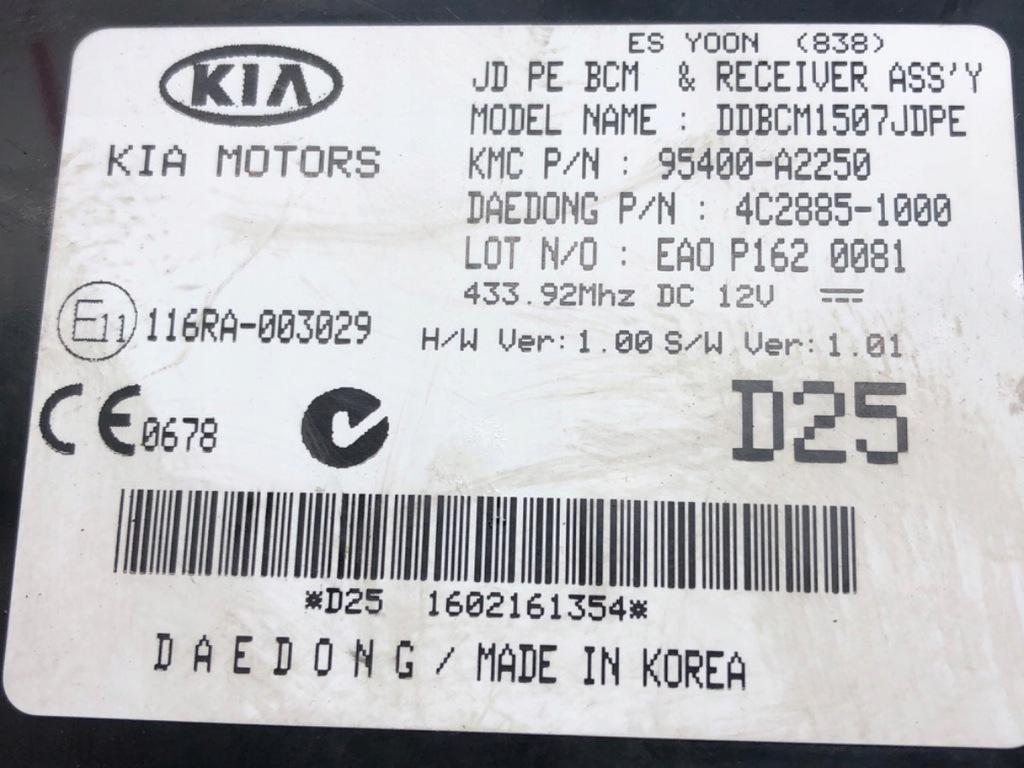 KIA
KIA MOTORS
ES YOON (838)
JD PE BCM & RECEIVER ASS'Y
MODEL NAME : DDBCM1507JDPE
KMC P/N : 95400-A2250
DAEDONG P/N : 4C2885-1000
LOT N/O : EAO P162 0081
433.92Mhz DC 12V
H/W Ver: 1.00 S/W Ver: 1.01
E11 116RA-003029
CE 0678
D25
*D25 1602161354*
DAEDONG / MADE IN KOREA